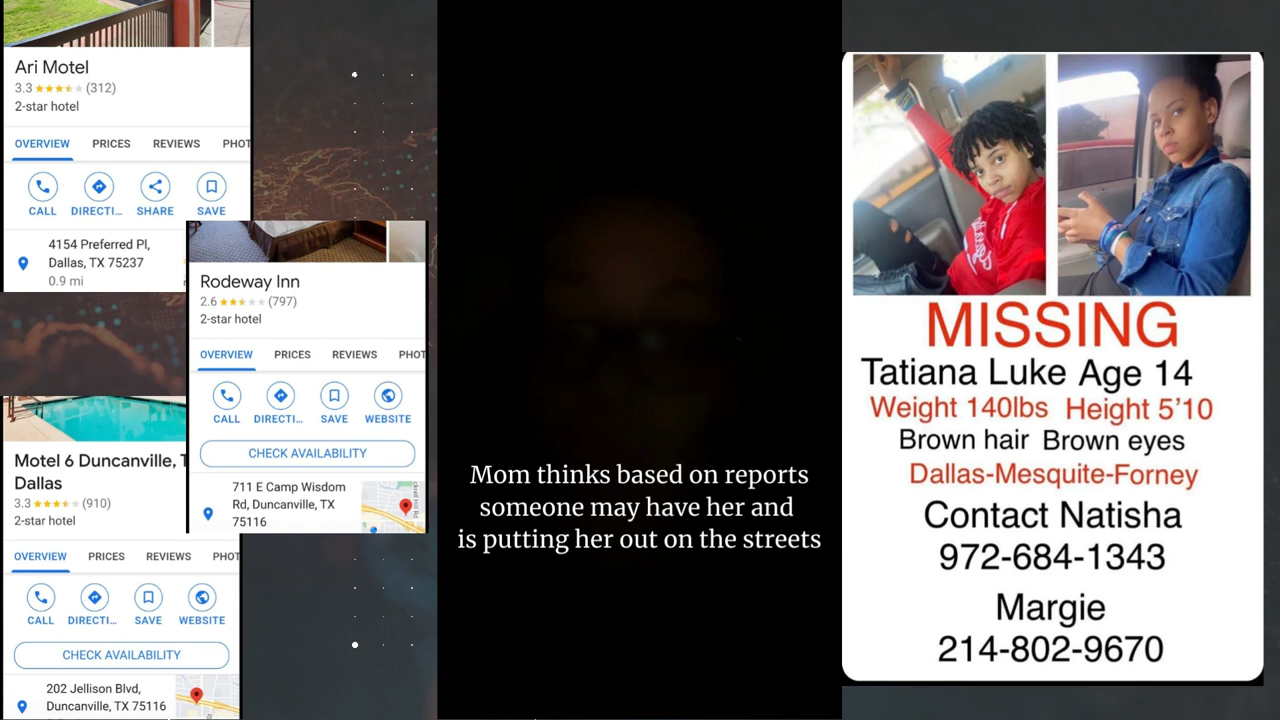 Ari Motel
3.3 ★★★★★ (312)
2-star hotel
OVERVIEW PRICES REVIEWS PHOT
CALL DIRECTI... SHARE SAVE
4154 Preferred Pl,
Dallas, TX 75237
0.9 mi
Rodeway Inn
2.6 ★★★★★ (797)
2-star hotel
OVERVIEW PRICES REVIEWS PHOT
CALL DIRECTI... SAVE WEBSITE
CHECK AVAILABILITY
711 E Camp Wisdom
Rd, Duncanville, TX
75116
Motel 6 Duncanville, T
Dallas
3.3 ★★★★★ (910)
2-star hotel
OVERVIEW PRICES REVIEWS PHOT
CALL DIRECTI... SAVE WEBSITE
CHECK AVAILABILITY
202 Jellison Blvd,
Duncanville, TX 75116
Mom thinks based on reports
someone may have her and
is putting her out on the streets
MISSING
Tatiana Luke Age 14
Weight 140lbs Height 5'10
Brown hair Brown eyes
Dallas-Mesquite-Forney
Contact Natisha
972-684-1343
Margie
214-802-9670